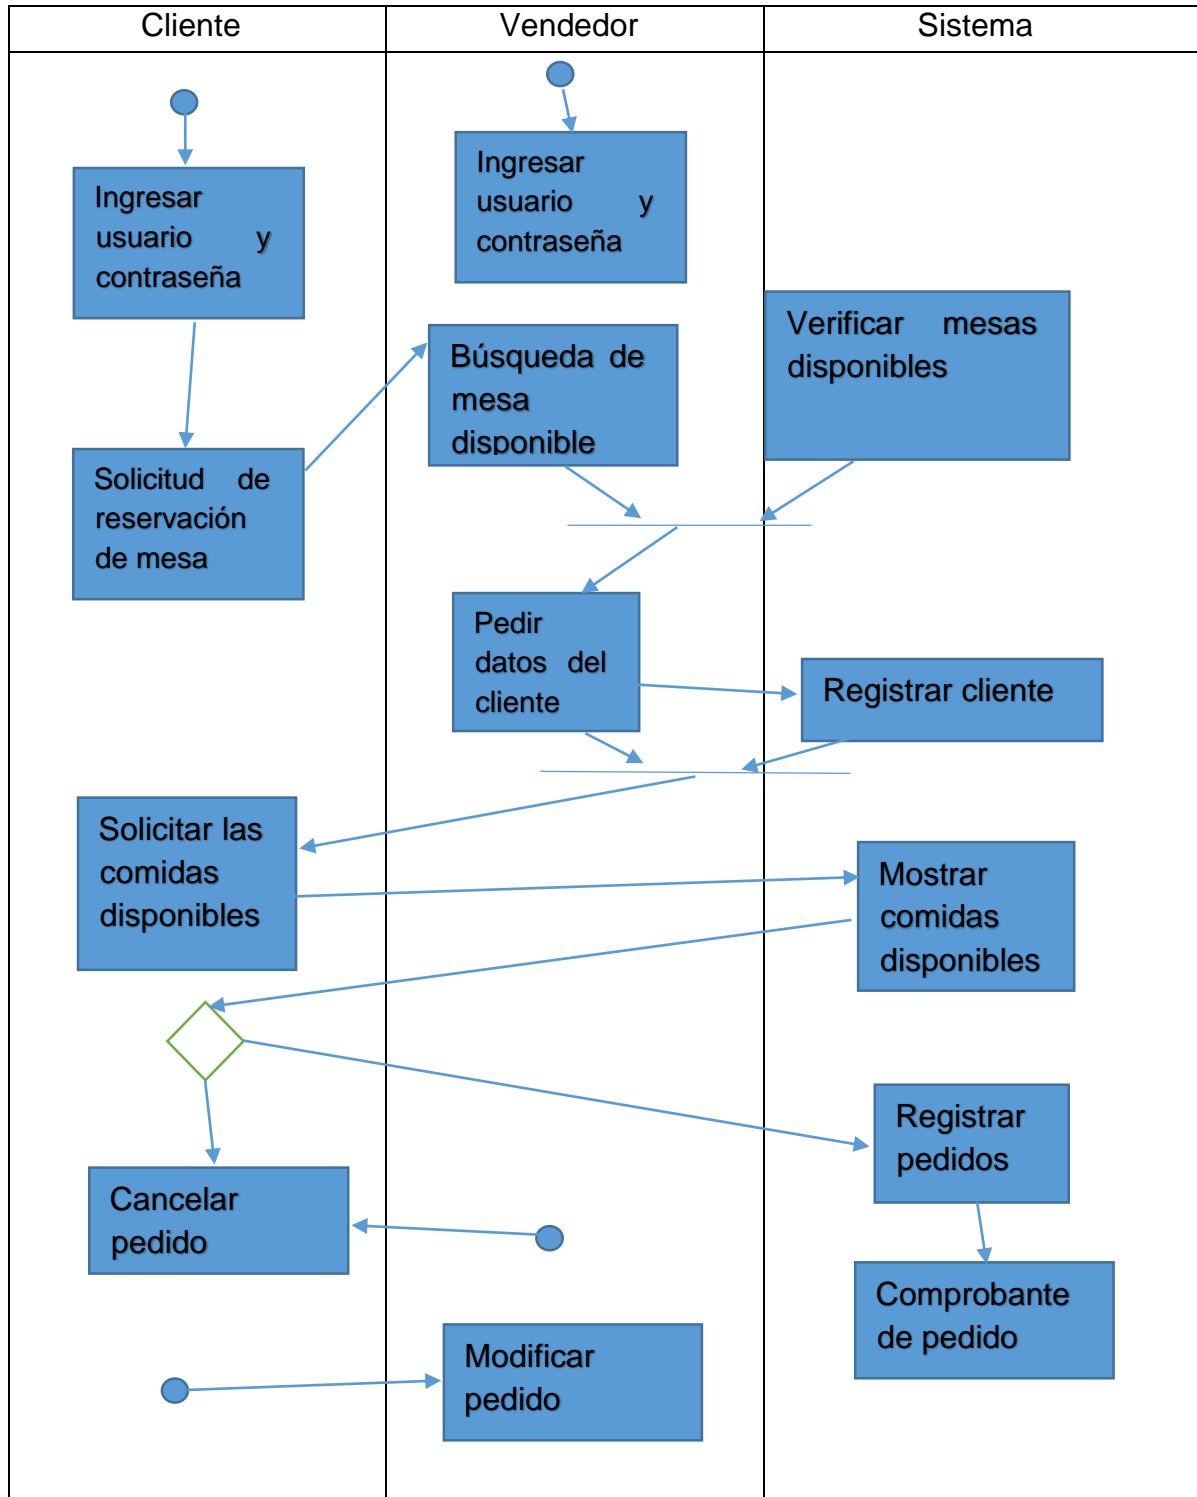 Cliente
Vendedor
Sistema
Ingresar
usuario y
contraseña
Ingresar
usuario y
contraseña
Verificar mesas
disponibles
Búsqueda de
mesa
disponible
Solicitud de
reservación
de mesa
Pedir
datos del
cliente
Registrar cliente
Solicitar las
comidas
disponibles
Mostrar
comidas
disponibles
Registrar
pedidos
Cancelar
pedido
Comprobante
de pedido
Modificar
pedido